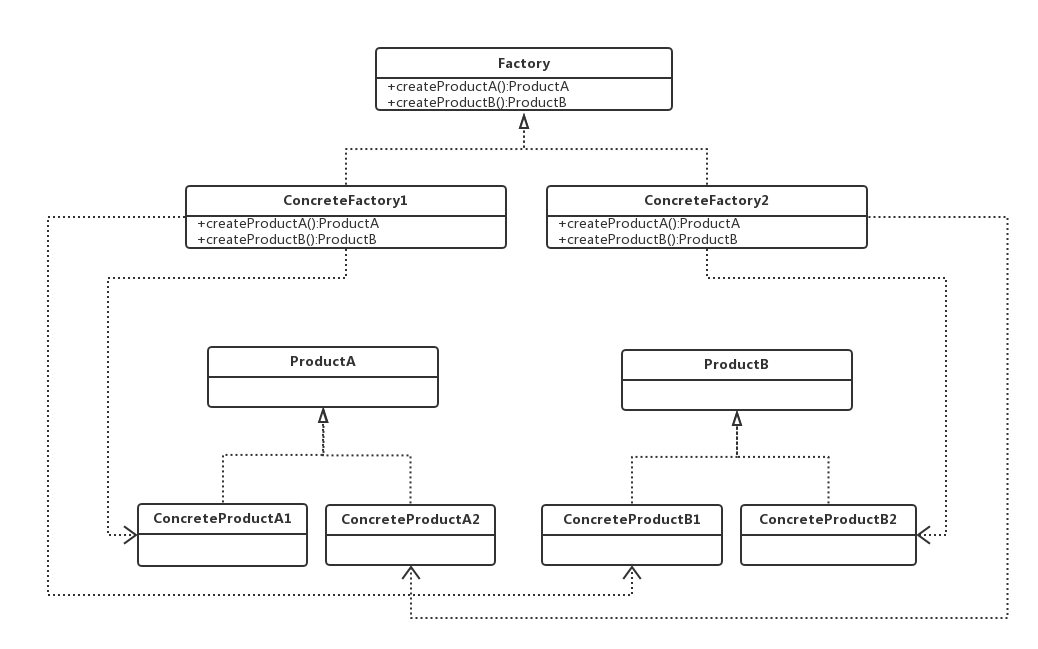 Factory
+createProductA():ProductA
+createProductB():ProductB
ConcreteFactory1
+createProductA():ProductA
+createProductB():ProductB
ConcreteFactory2
+createProductA():ProductA
+createProductB():ProductB
ProductA
ProductB
ConcreteProductA1
ConcreteProductA2
ConcreteProductB1
ConcreteProductB2